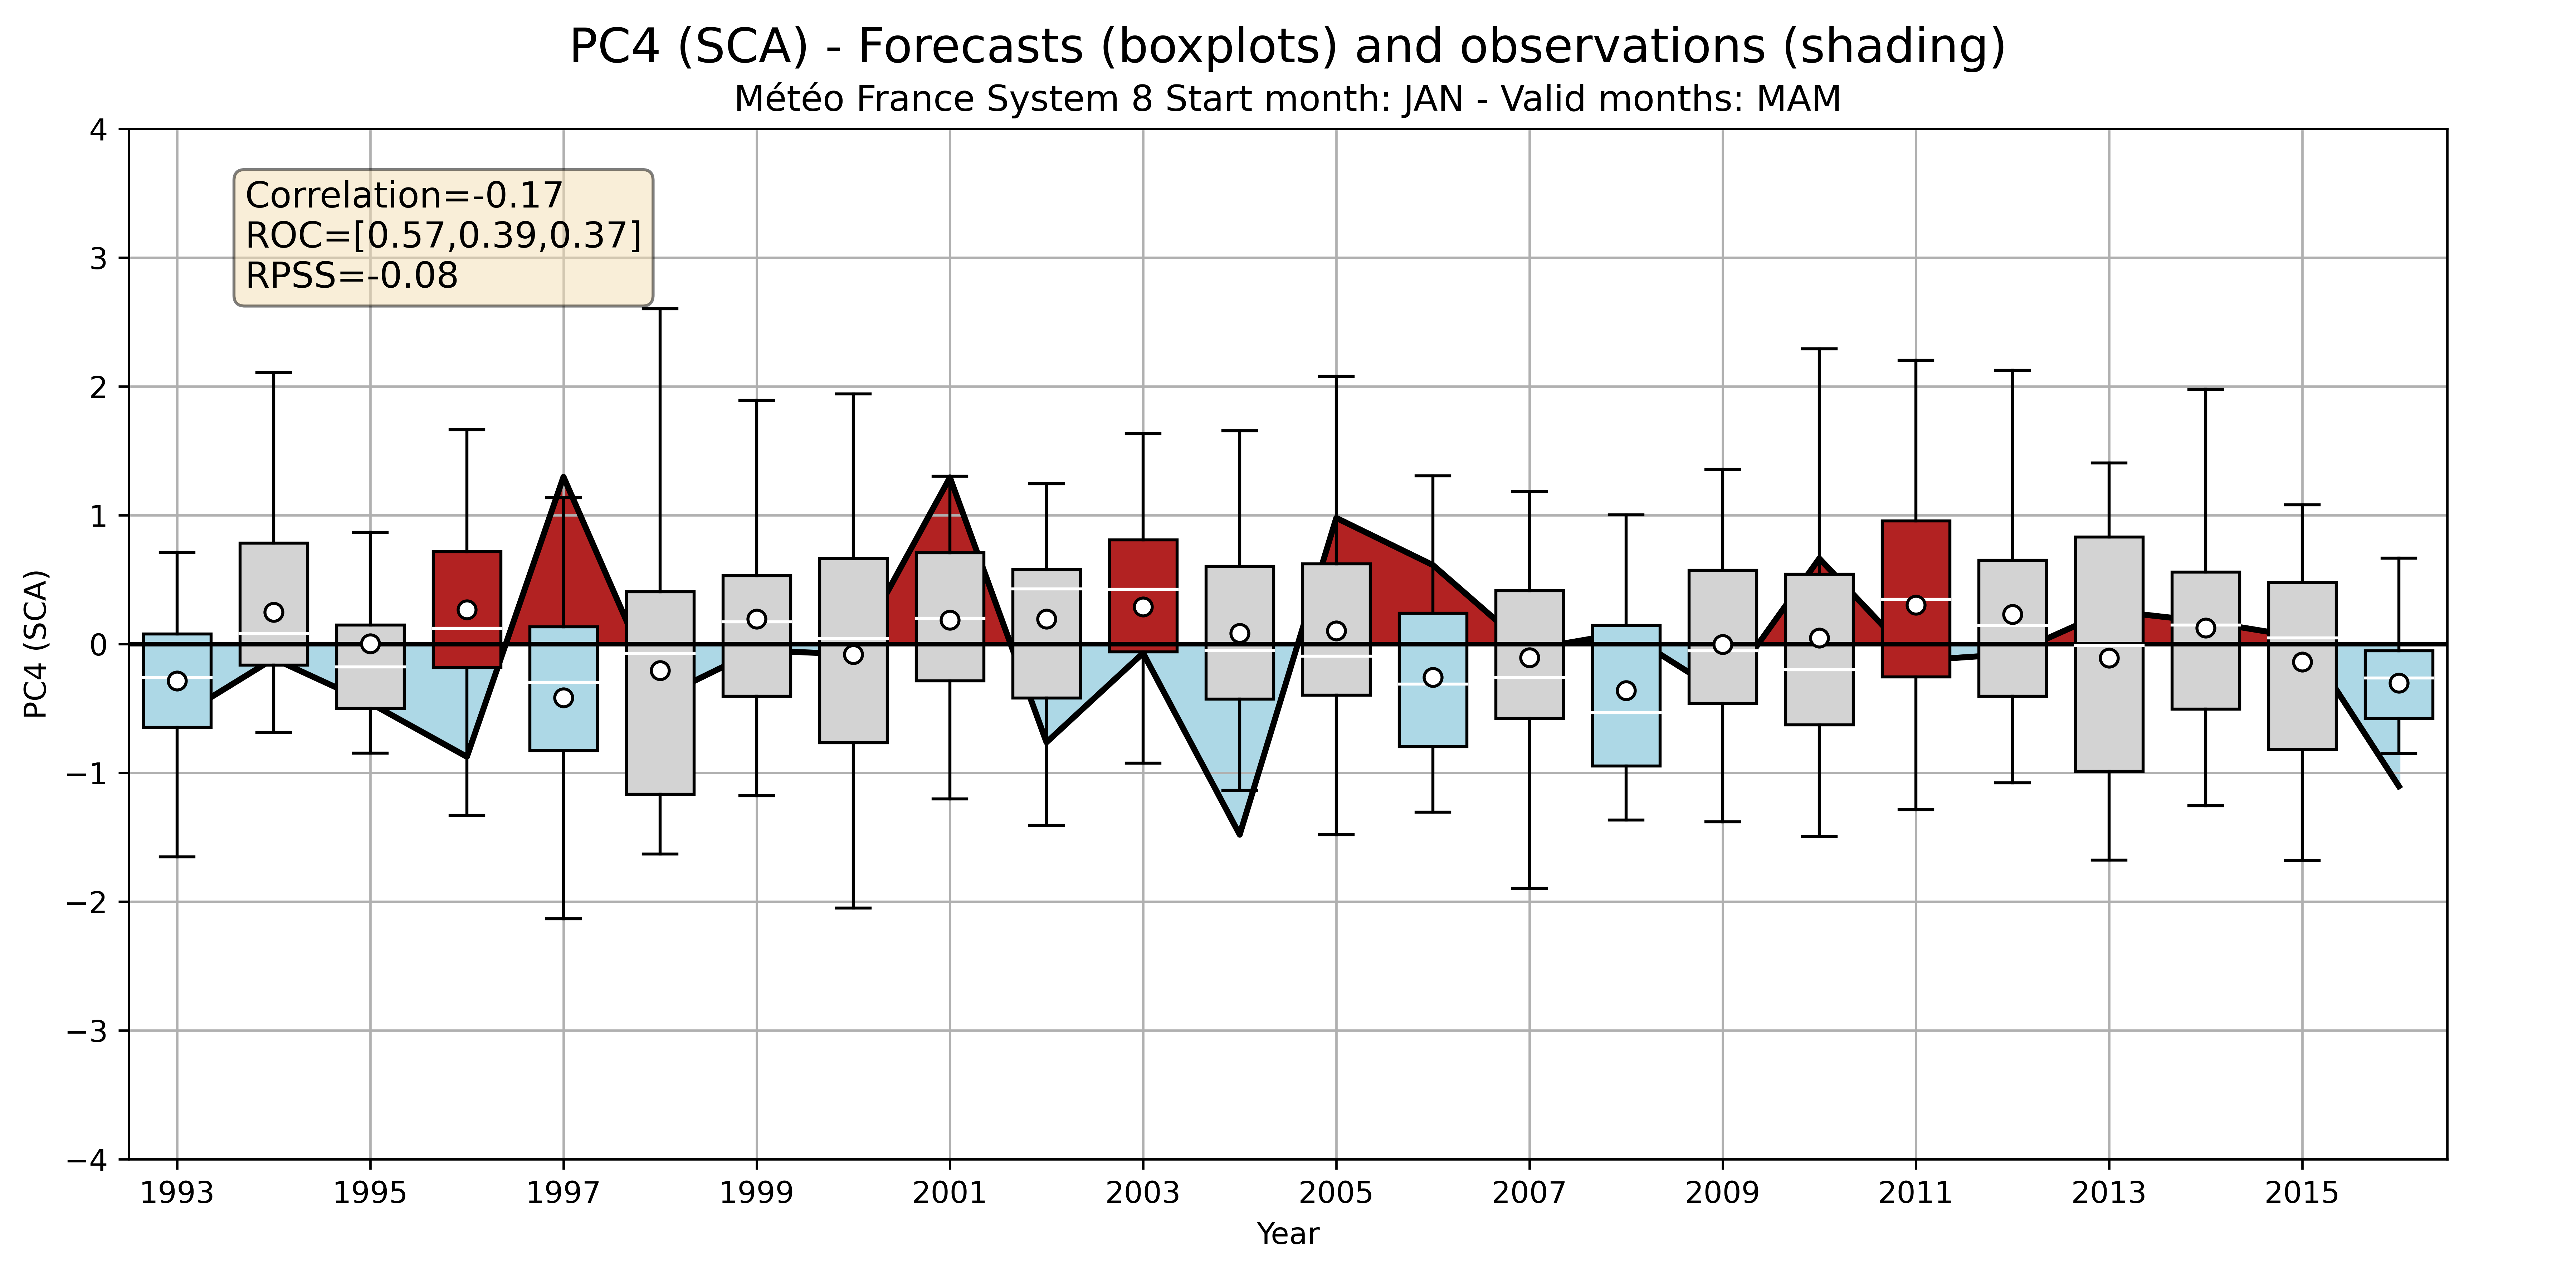 PC4 (SCA) - Forecasts (boxplots) and observations (shading)
Météo France System 8 Start month: JAN - Valid months: MAM
Correlation=-0.17
ROC=[0.57,0.39,0.37]
RPSS=-0.08
PC4 (SCA)
4
3
2
1
0
−1
−2
−3
−4
1993 1995 1997 1999 2001 2003 2005 2007 2009 2011 2013 2015
Year